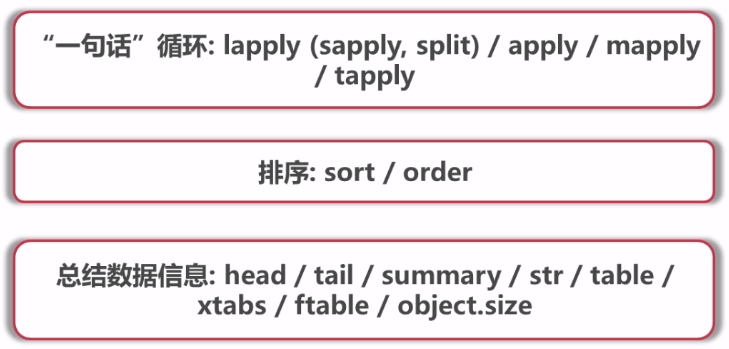 “一句话”循环: lapply (sapply, split) / apply / mapply
/ tapply
排序: sort / order
总结数据信息: head / tail / summary / str / table /
xtabs / ftable / object.size